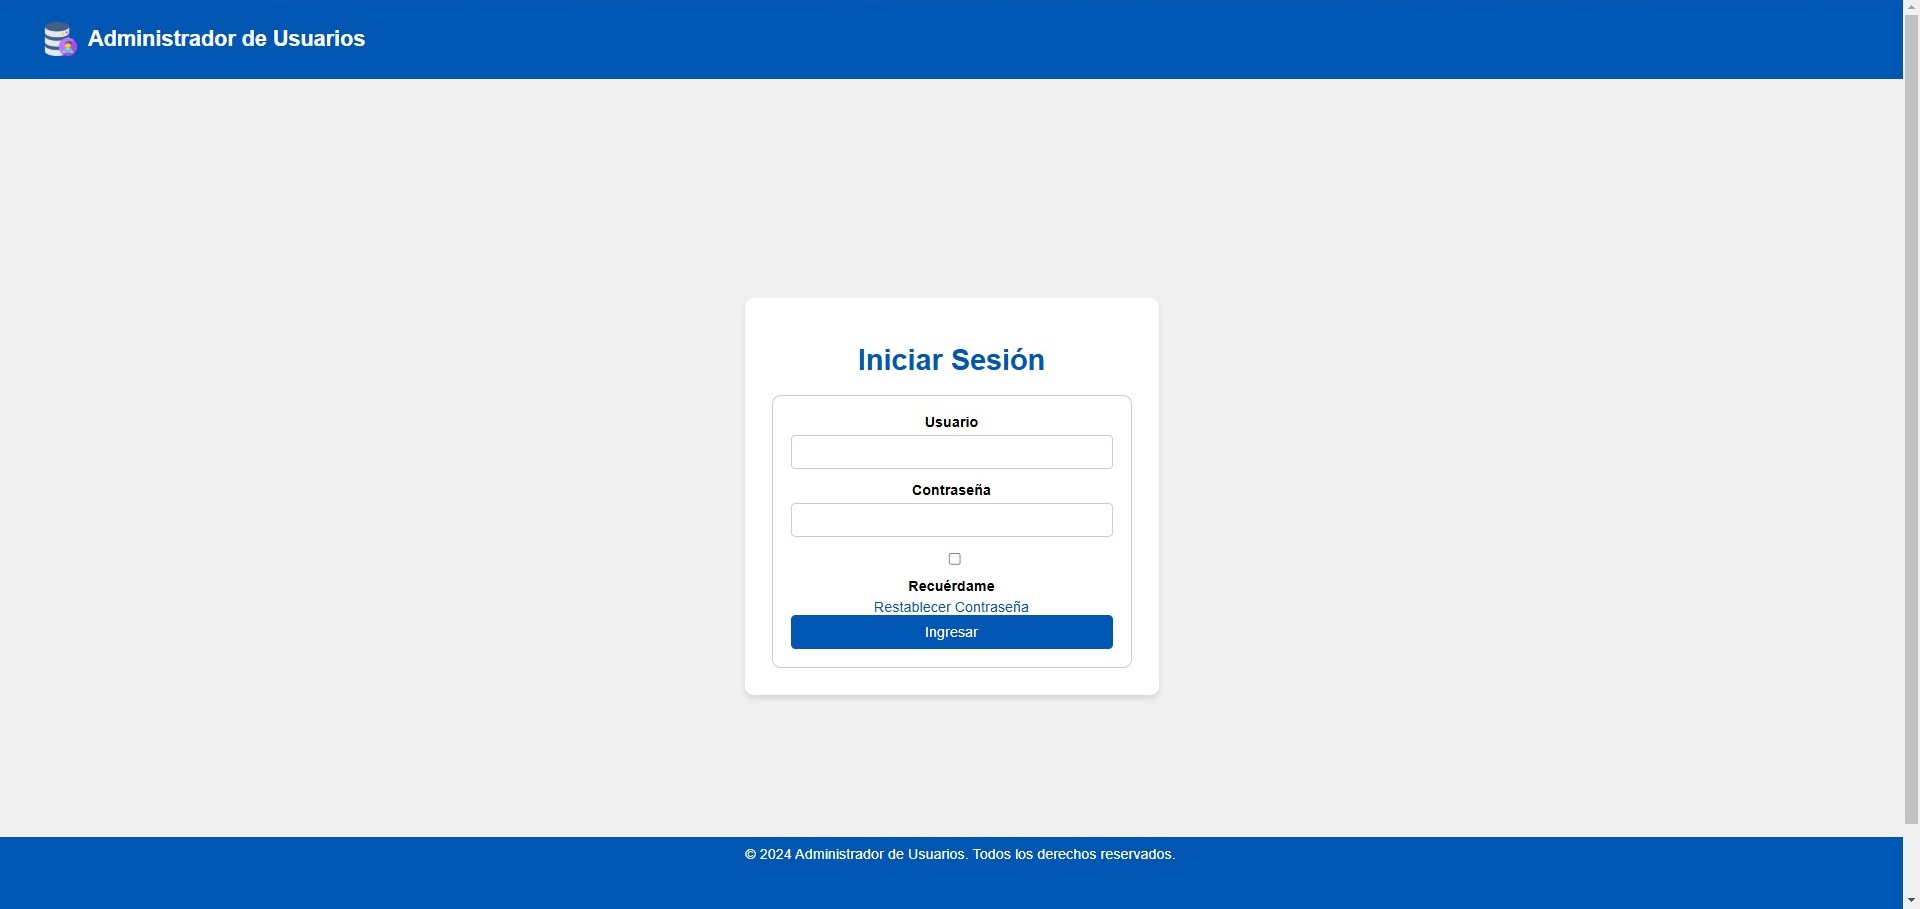 Administrador de Usuarios
Iniciar Sesión
Usuario
Contraseña
Recuérdame
Restablecer Contraseña
Ingresar
© 2024 Administrador de Usuarios. Todos los derechos reservados.